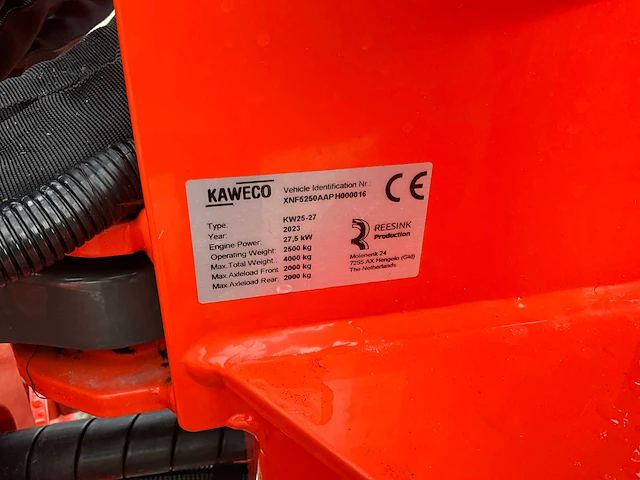 KAWECO
Vehicle Identification Nr.:
XNF5250AAPH000016
CE
Type: KW25-27
Year: 2023
Engine Power: 27,5 kW
Operating Weight: 2500 kg
Max.Total Weight.: 4000 kg
Max.Axleload Front 2000 kg
Max.Axleload Rear: 2000 kg
REESINK
Production
Molenenk 24
7255 AX Hengelo (Gld)
The Netherlands